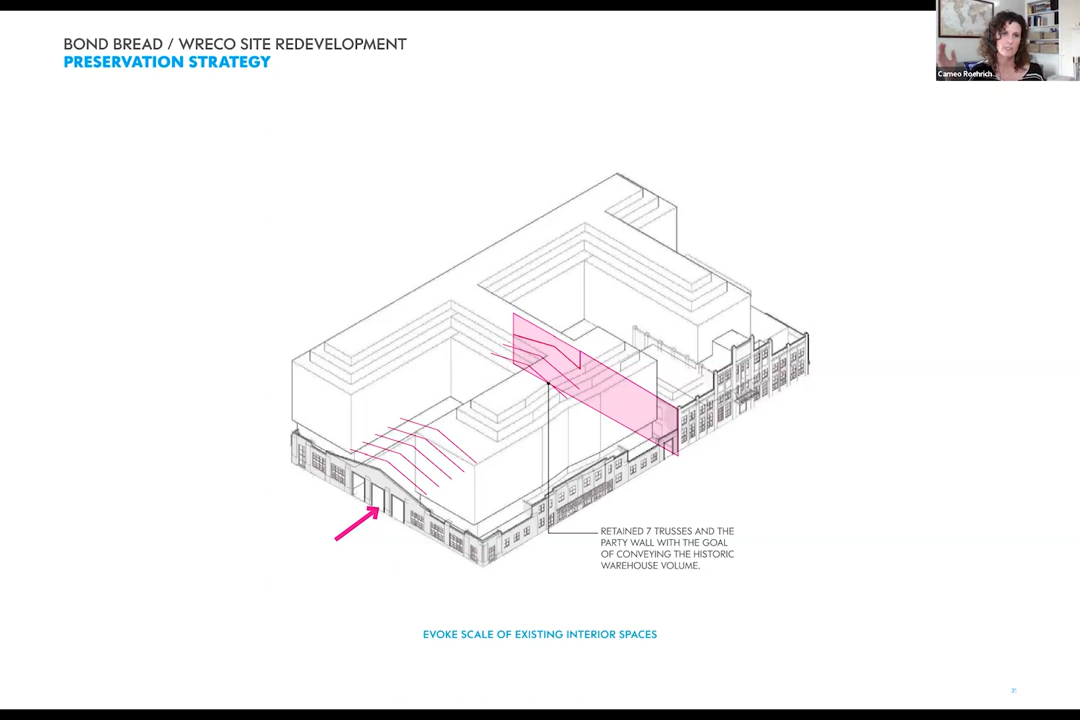 BOND BREAD / WRECO SITE REDEVELOPMENT
PRESERVATION STRATEGY
Cameo Roehrich
RETAINED 7 TRUSSES AND THE
PARTY WALL WITH THE GOAL
OF CONVEYING THE HISTORIC
WAREHOUSE VOLUME.
EVOKE SCALE OF EXISTING INTERIOR SPACES
31